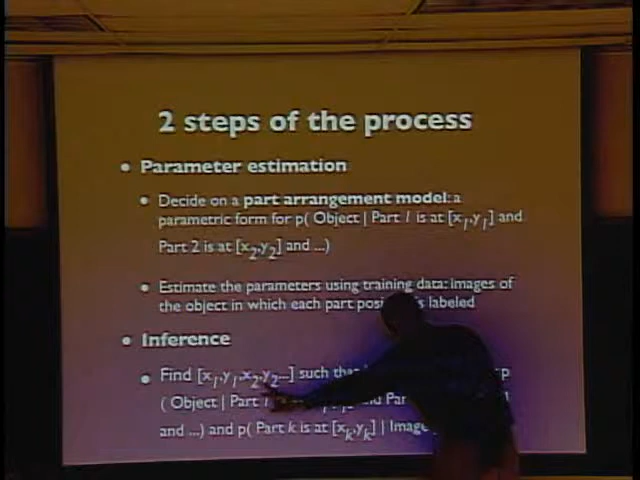 2 steps of the process
• Parameter estimation
• Decide on a part arrangement model: a
parametric form for p( Object | Part 1 is at [x1,y1] and
Part 2 is at [x2,y2] and ...)
• Estimate the parameters using training data: images of
the object in which each part is labeled
• Inference
• Find [x1,y1,x2,y2...] such
( Object | Part
and ...) and p( Part k is at [xk,yk] |